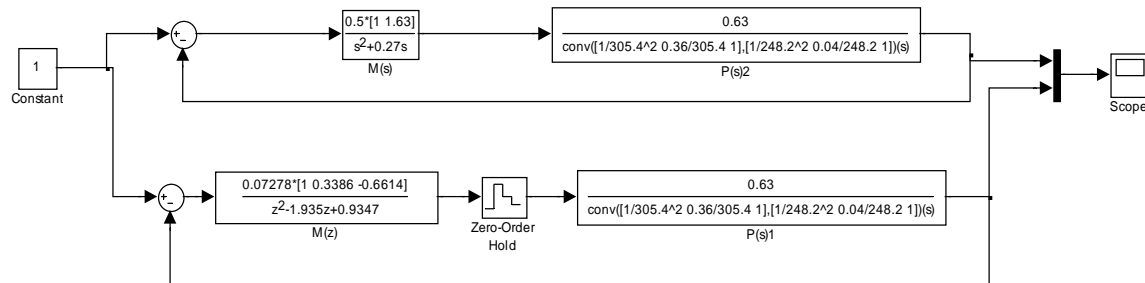 1
Constant
+
−
0.5*[1 1.63]
s²+0.27s
M(s)
0.63
conv([1/305.4^2 0.36/305.4 1],[1/248.2^2 0.04/248.2 1])(s)
P(s)2
Scope
+
−
0.07278*[1 0.3386 -0.6614]
z²-1.935z+0.9347
M(z)
Zero-Order
Hold
0.63
conv([1/305.4^2 0.36/305.4 1],[1/248.2^2 0.04/248.2 1])(s)
P(s)1